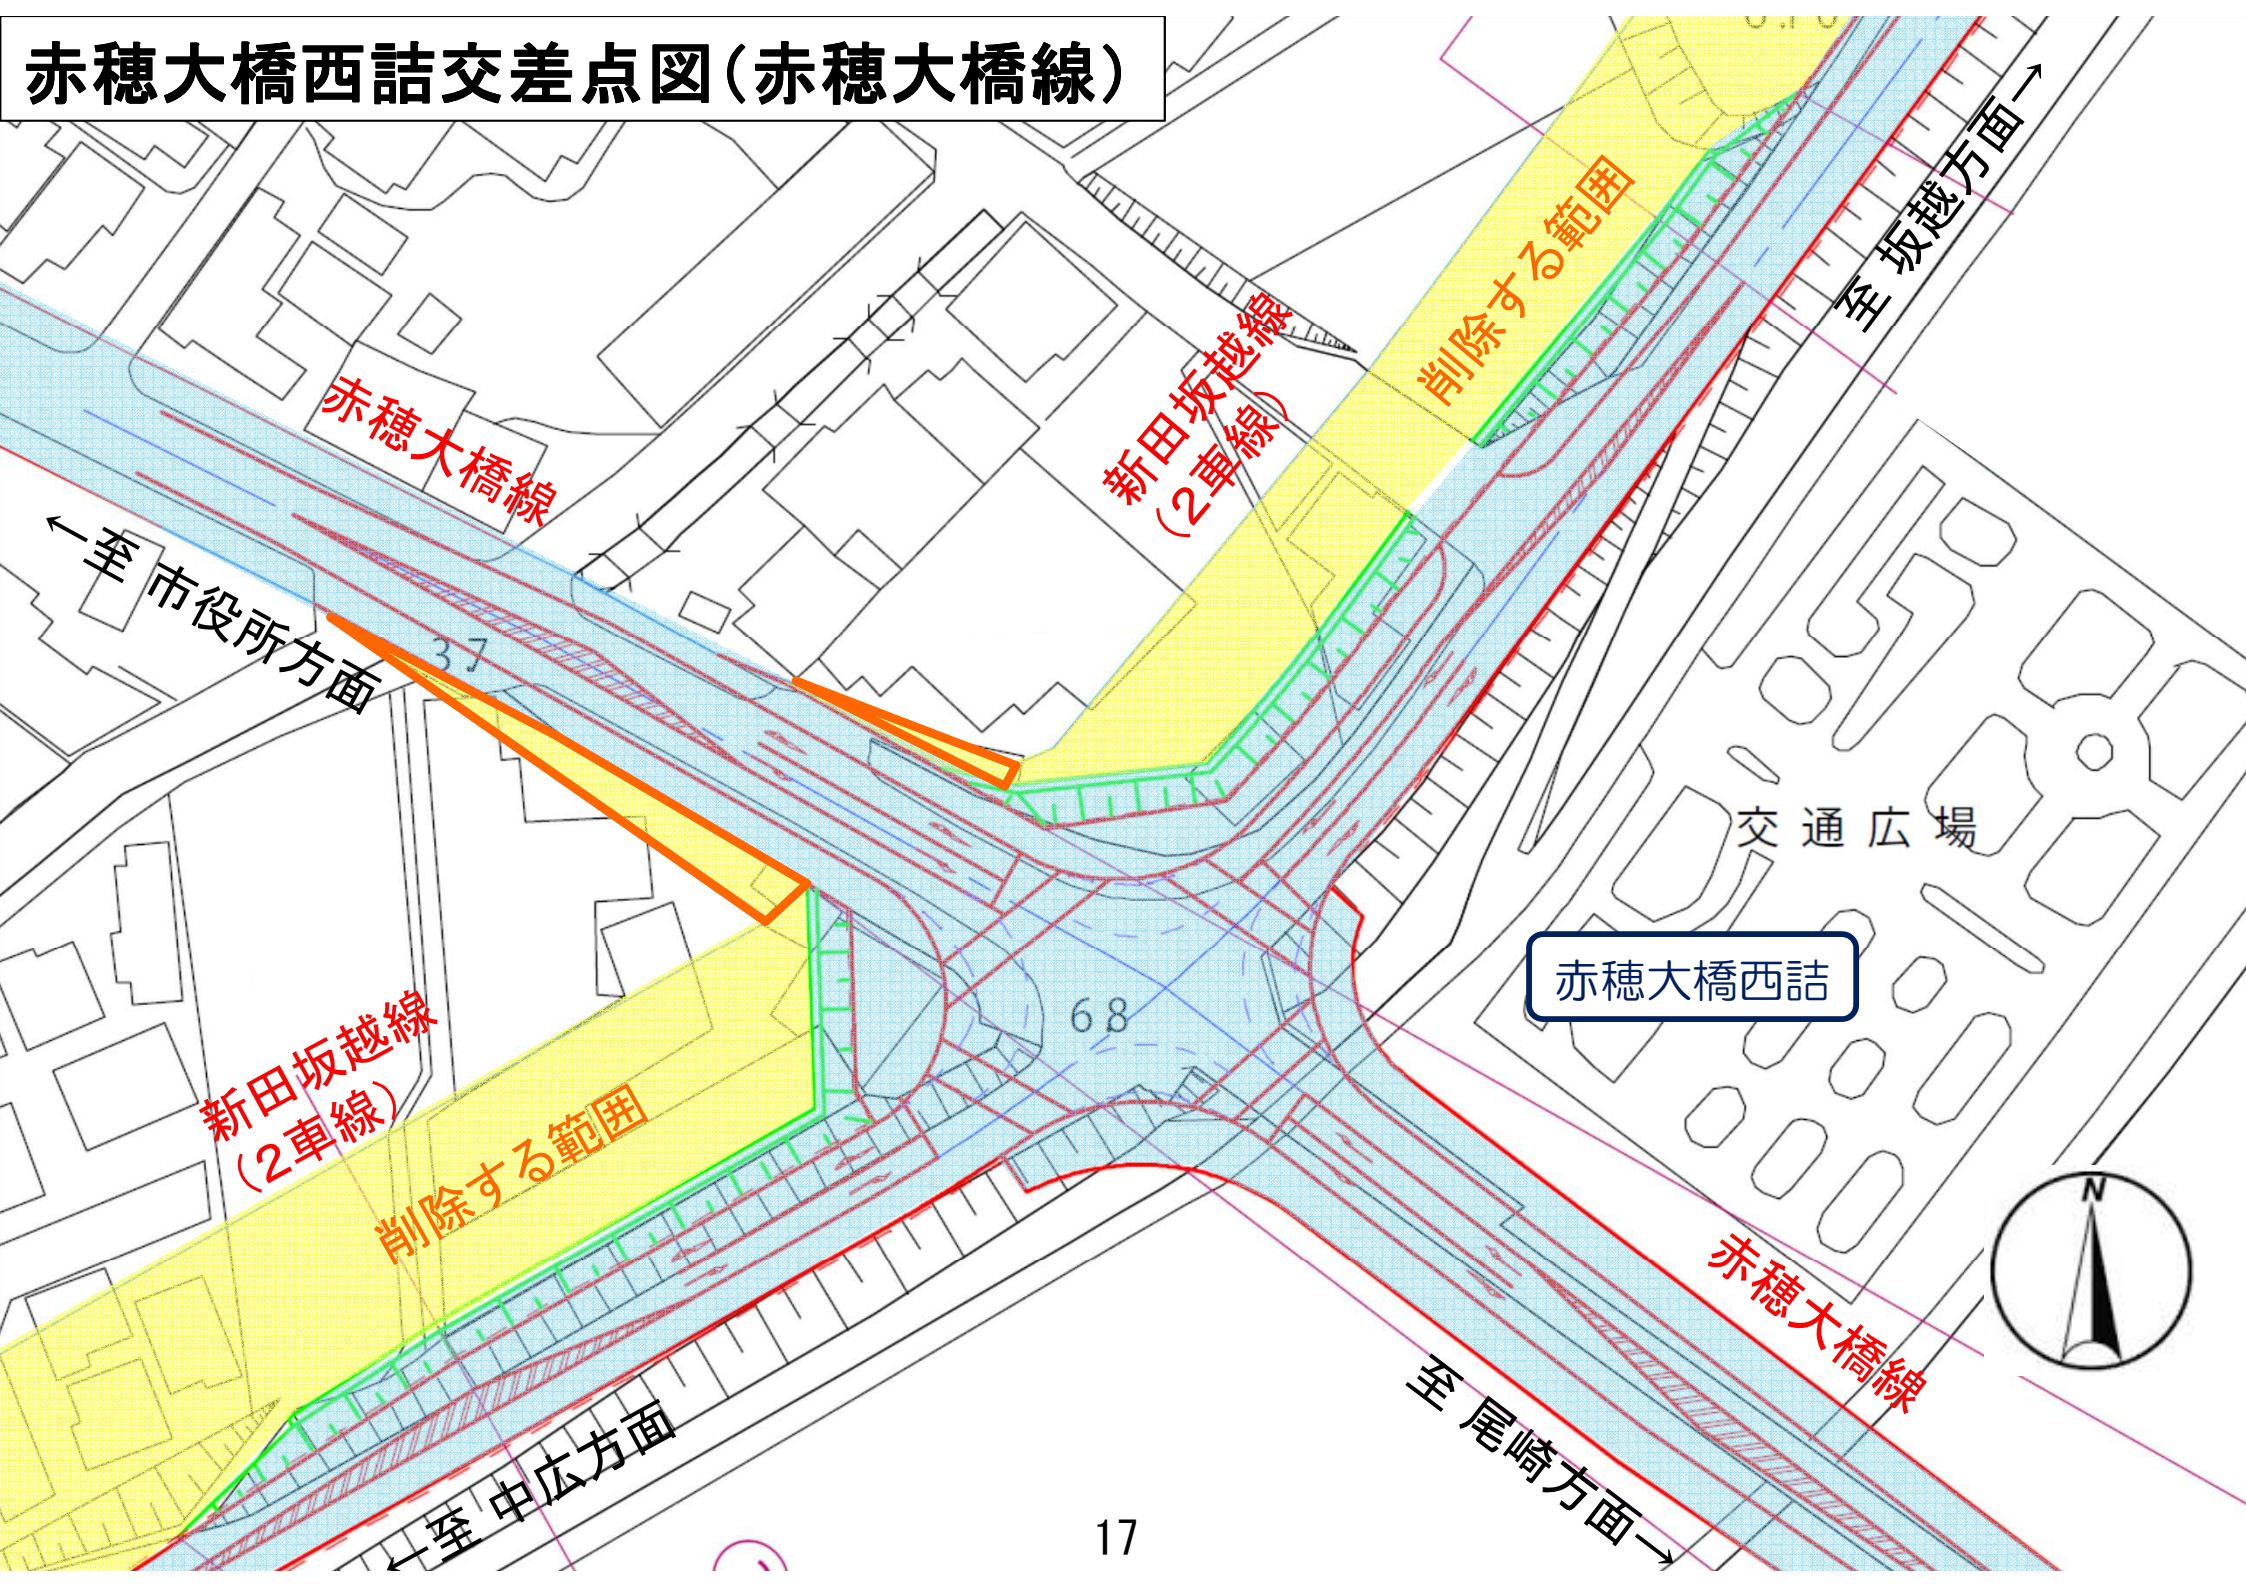 赤穂大橋西詰交差点図（赤穂大橋線）
至 坂越方面→
削除する範囲
新田坂越線
（２車線）
赤穂大橋線
←至 市役所方面
37
交通広場
赤穂大橋西詰
68
新田坂越線
（２車線）
削除する範囲
N
赤穂大橋線
至 尾崎方面→
←至 中広方面
17